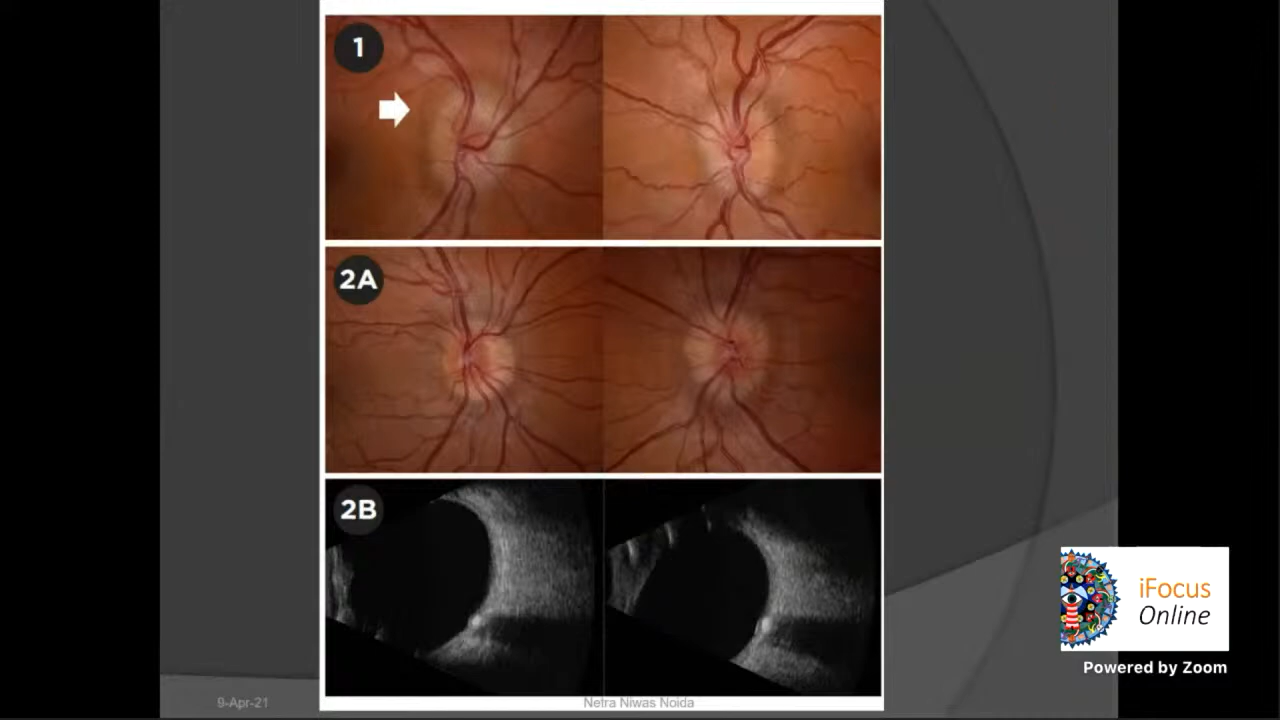 1
2A
2B
iFocus
Online
Powered by Zoom
9-Apr-21
Netra Niwas Noida